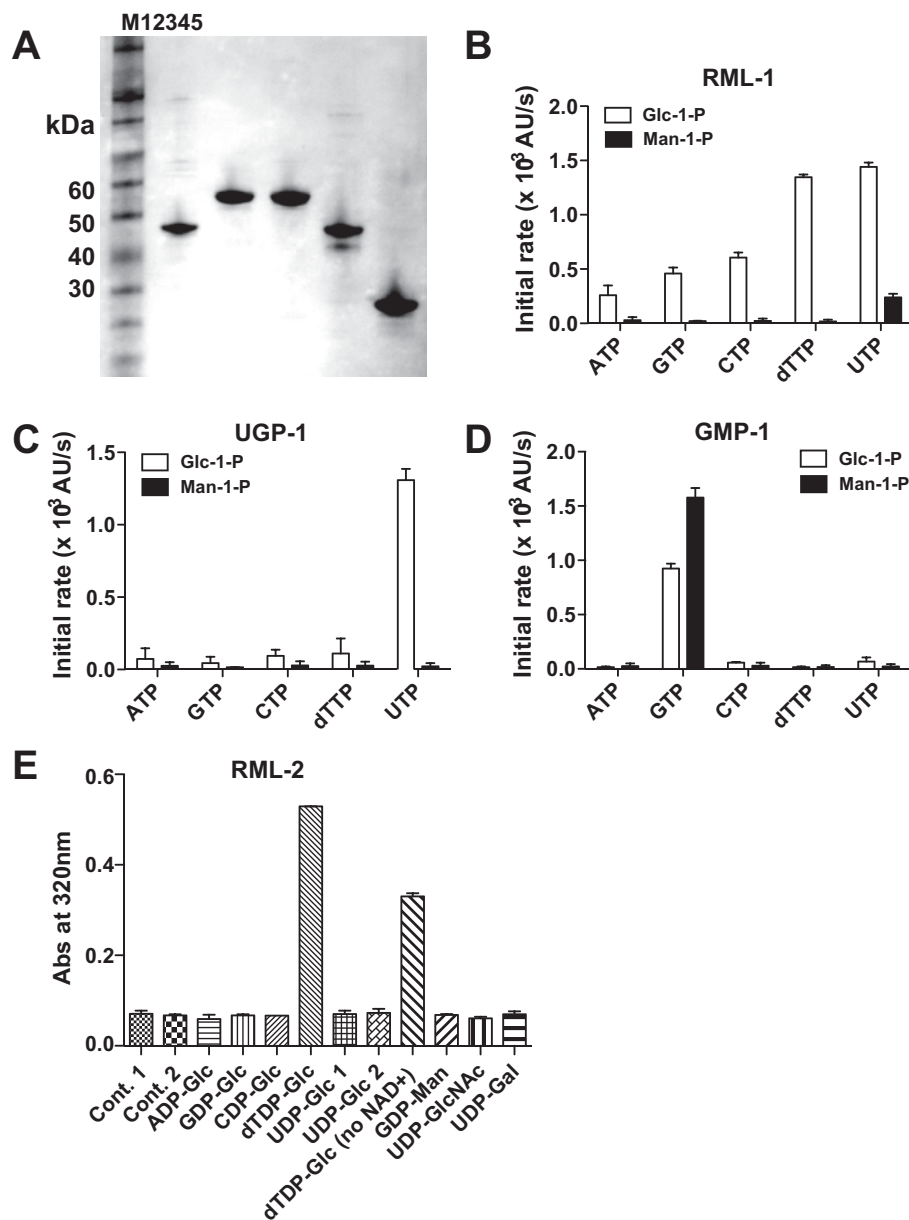 A
M12345
kDa
60
50
40
30
B
RML-1
Initial rate (x 10³ AU/s)
2.0
1.5
1.0
0.5
0.0
Glc-1-P
Man-1-P
ATP
GTP
CTP
dTTP
UTP
C
UGP-1
Initial rate (x 10³ AU/s)
1.5
1.0
0.5
0.0
Glc-1-P
Man-1-P
ATP
GTP
CTP
dTTP
UTP
D
GMP-1
Initial rate (x 10³ AU/s)
2.0
1.5
1.0
0.5
0.0
Glc-1-P
Man-1-P
ATP
GTP
CTP
dTTP
UTP
E
RML-2
Abs at 320nm
0.6
0.4
0.2
0.0
Cont. 1
Cont. 2
ADP-Glc
GDP-Glc
CDP-Glc
dTDP-Glc
UDP-Glc 1
UDP-Glc 2
dTDP-Glc (no NAD+)
GDP-Man
UDP-GlcNAc
UDP-Gal